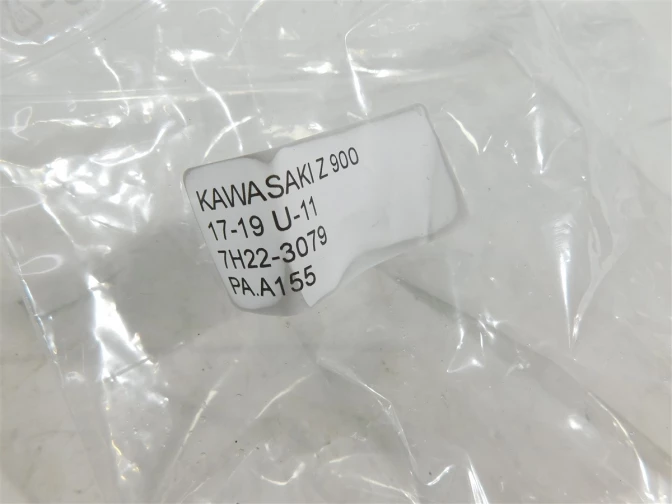 KAWASAKI Z 900
17-19 U-11
7H22-3079
PA.A155